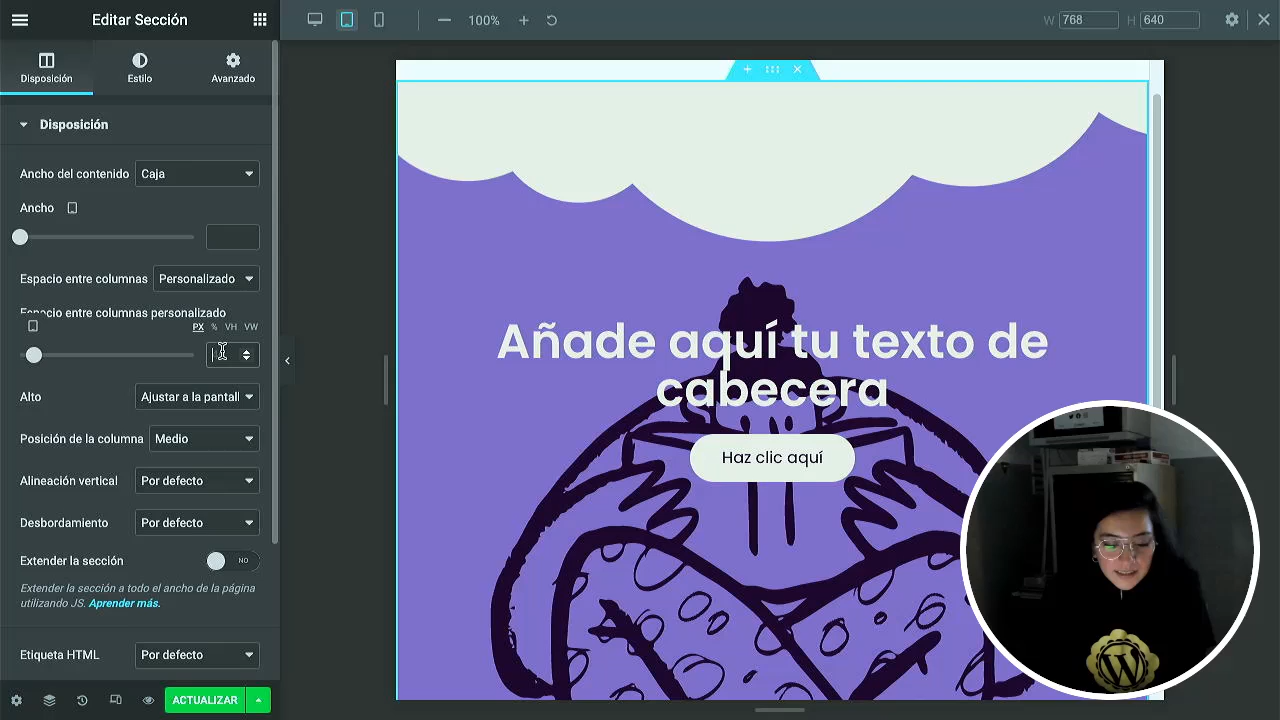 Editar Sección
100%
W 768 H 640
Disposición
Estilo
Avanzado
Disposición
Ancho del contenido Caja
Ancho
Espacio entre columnas Personalizado
Espacio entre columnas personalizado
PX % VH VW
Alto Ajustar a la pantall
Posición de la columna Medio
Alineación vertical Por defecto
Desbordamiento Por defecto
Extender la sección NO
Extender la sección a todo el ancho de la página
utilizando JS. Aprender más.
Etiqueta HTML Por defecto
ACTUALIZAR
Añade aquí tu texto de
cabecera
Haz clic aquí